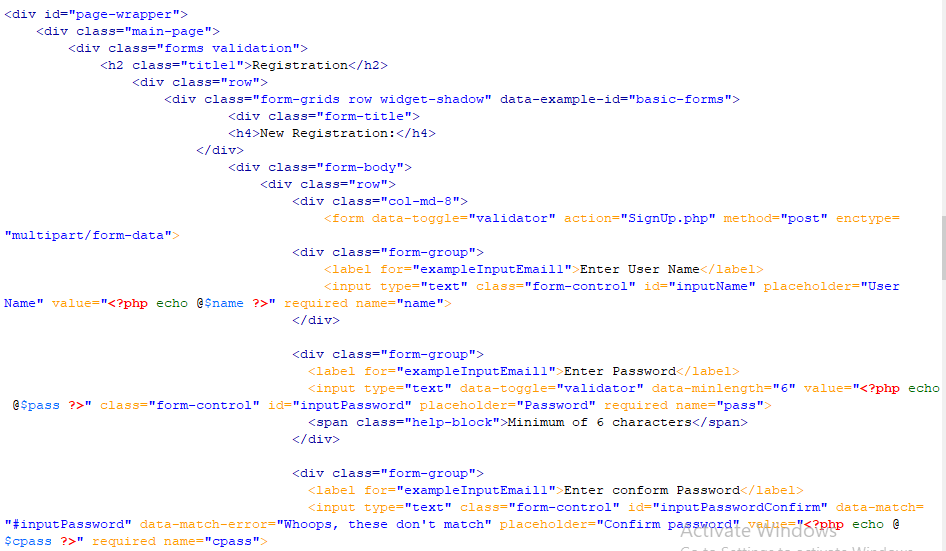 <div id="page-wrapper">
<div class="main-page">
<div class="forms validation">
<h2 class="title1">Registration</h2>
<div class="row">
<div class="form-grids row widget-shadow" data-example-id="basic-forms">
<div class="form-title">
<h4>New Registration:</h4>
</div>
<div class="form-body">
<div class="row">
<div class="col-md-8">
<form data-toggle="validator" action="SignUp.php" method="post" enctype=
"multipart/form-data">
<div class="form-group">
<label for="exampleInputEmail1">Enter User Name</label>
<input type="text" class="form-control" id="inputName" placeholder="User
Name" value="<?php echo @$name ?>" required name="name">
</div>
<div class="form-group">
<label for="exampleInputEmail1">Enter Password</label>
<input type="text" data-toggle="validator" data-minlength="6" value="<?php echo
@$pass ?>" class="form-control" id="inputPassword" placeholder="Password" required name="pass">
<span class="help-block">Minimum of 6 characters</span>
</div>
<div class="form-group">
<label for="exampleInputEmail1">Enter conform Password</label>
<input type="text" class="form-control" id="inputPasswordConfirm" data-match=
"#inputPassword" data-match-error="Whoops, these don't match" placeholder="Confirm password" value="<?php echo @
$cpass ?>" required name="cpass">
Activate Windows
Go to Settings to activate Windows